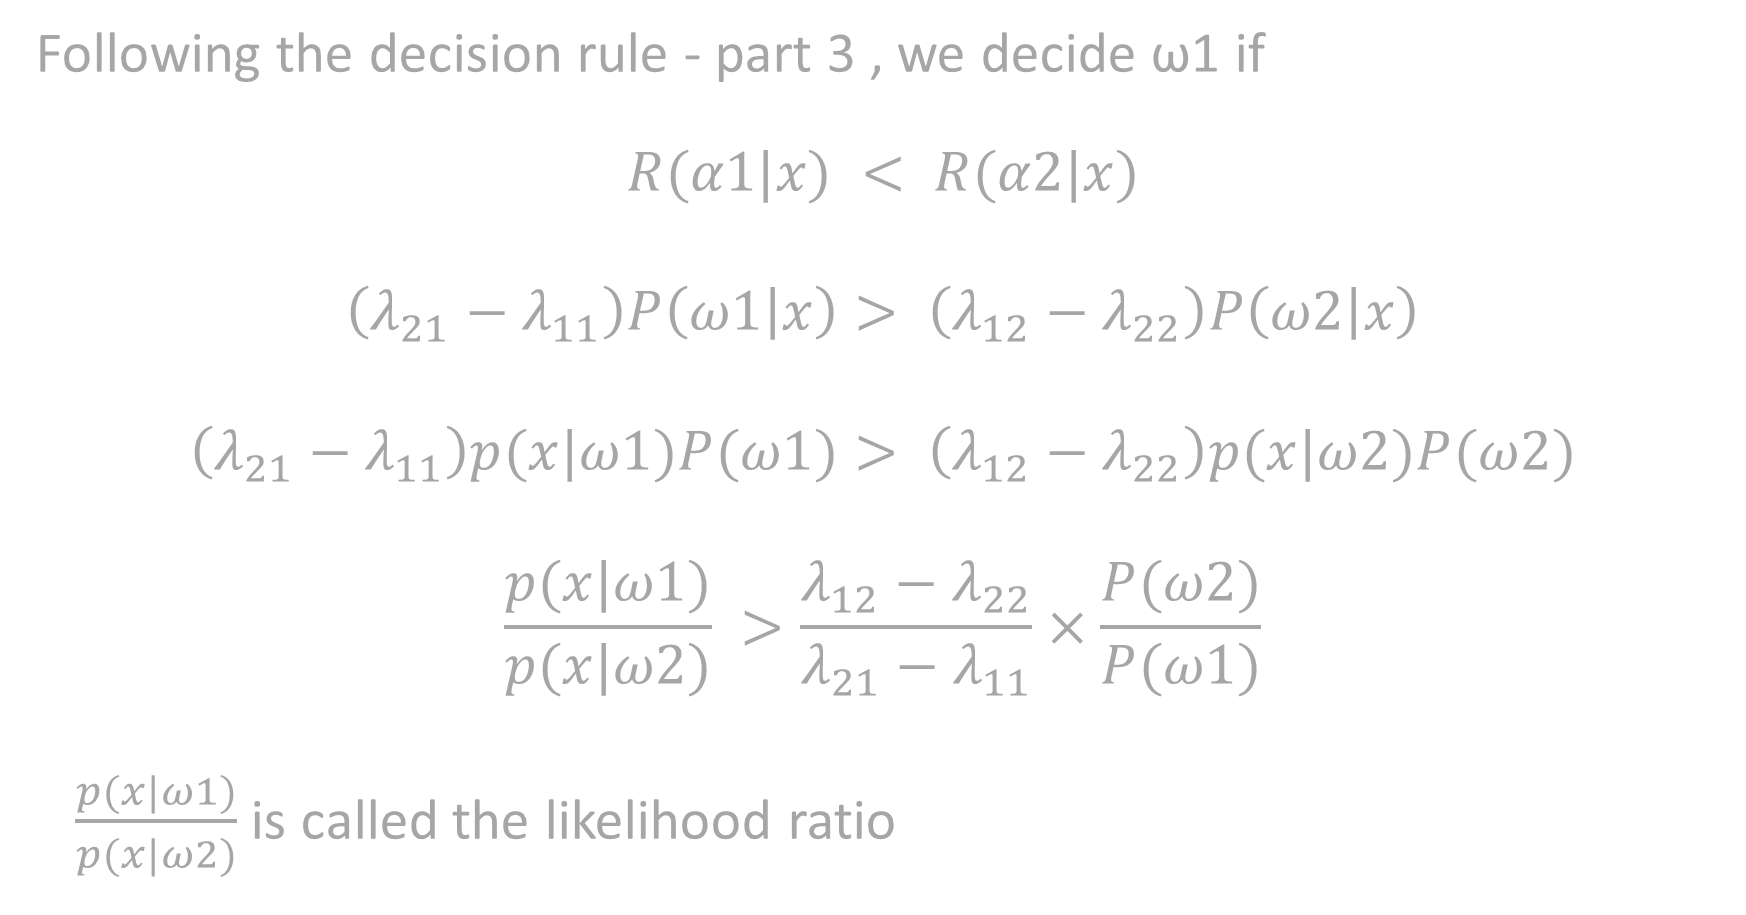 Following the decision rule - part 3 , we decide ω1 if
R(α1|x) < R(α2|x)
(λ₂₁ − λ₁₁)P(ω1|x) > (λ₁₂ − λ₂₂)P(ω2|x)
(λ₂₁ − λ₁₁)p(x|ω1)P(ω1) > (λ₁₂ − λ₂₂)p(x|ω2)P(ω2)
p(x|ω1)/p(x|ω2) > (λ₁₂ − λ₂₂)/(λ₂₁ − λ₁₁) × P(ω2)/P(ω1)
p(x|ω1)/p(x|ω2) is called the likelihood ratio